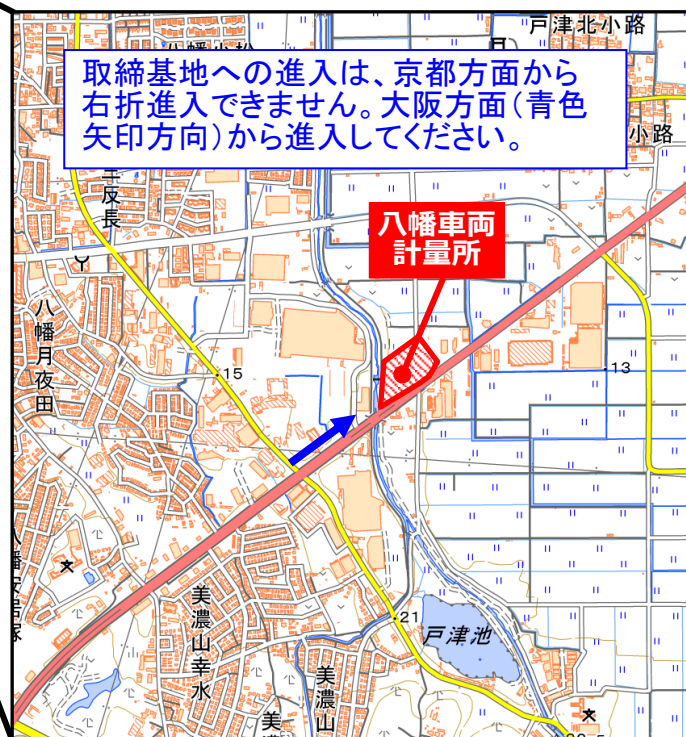 戸津北小路
取締基地への進入は、京都方面から
右折進入できません。大阪方面(青色
矢印方向)から進入してください。
小路
八幡車両
計量所
八幡月夜田
15
13
美濃山幸水
21
戸津池
美濃山